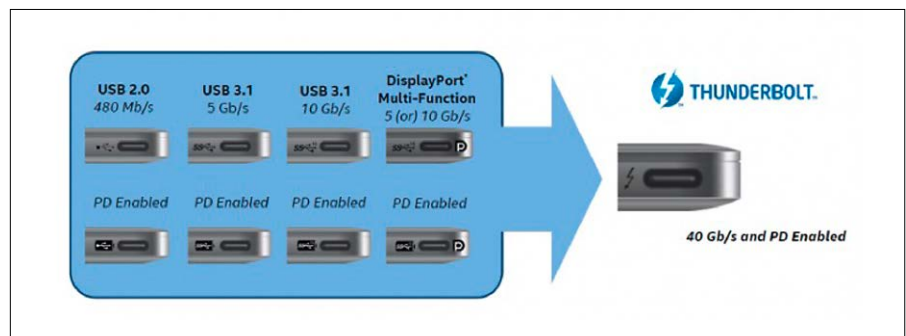 USB 2.0
480 Mb/s
USB 3.1
5 Gb/s
USB 3.1
10 Gb/s
DisplayPort*
Multi-Function
5 (or) 10 Gb/s
PD Enabled
PD Enabled
PD Enabled
PD Enabled
THUNDERBOLT™
40 Gb/s and PD Enabled